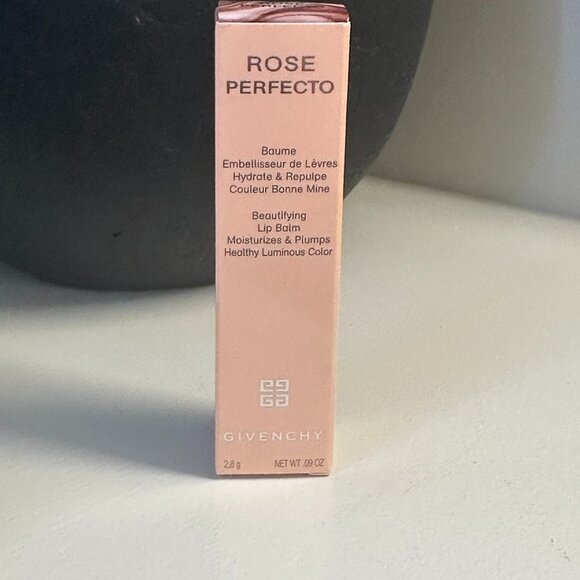 ROSE
PERFECTO
Baume
Embellisseur de Lèvres
Hydrate & Repulpe
Couleur Bonne Mine
Beautifying
Lip Balm
Moisturizes & Plumps
Healthy Luminous Color
GIVENCHY
2,8 g NET WT .09 OZ